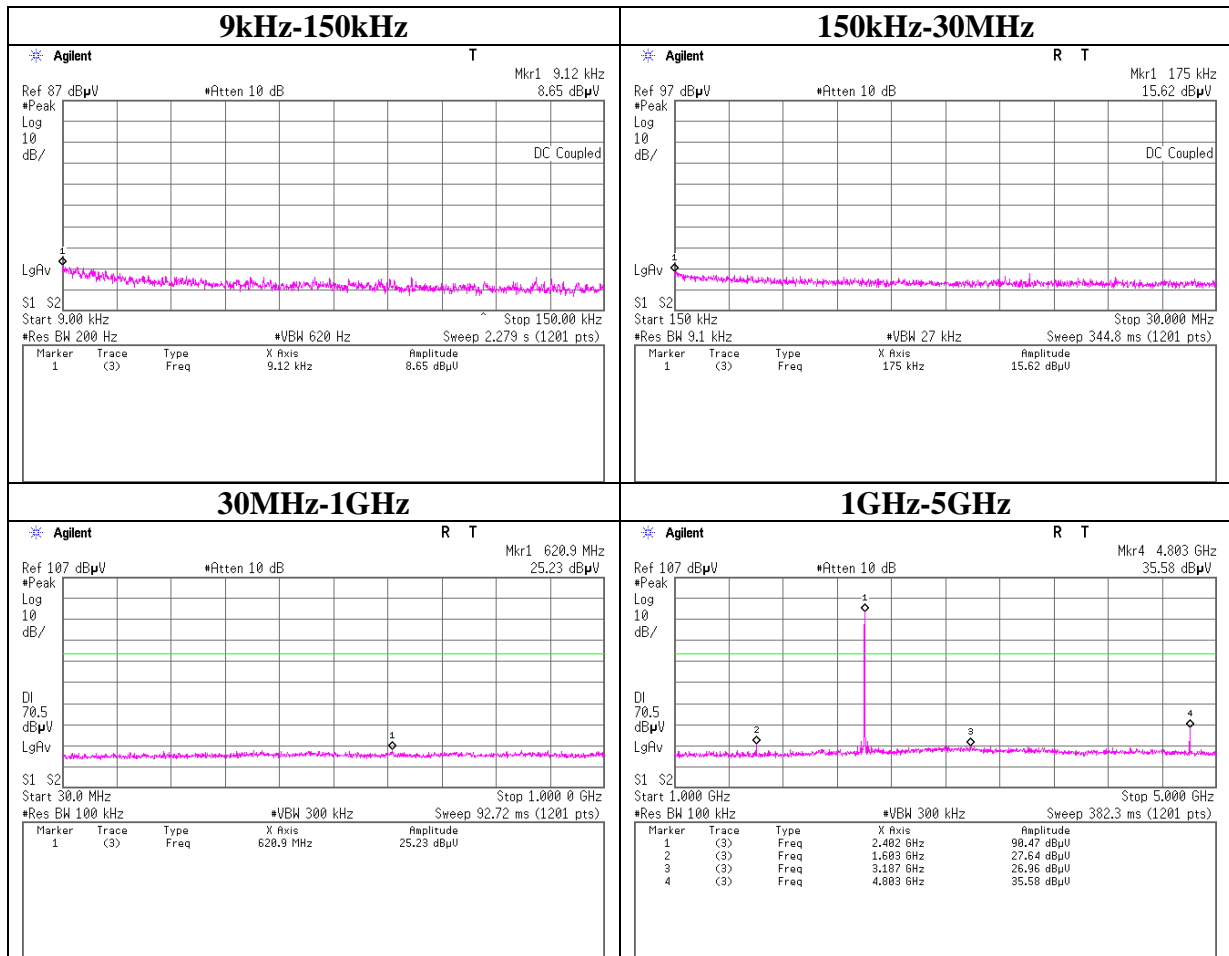 9kHz-150kHz
Agilent T
Mkr1 9.12 kHz
Ref 87 dBµV #Atten 10 dB 8.65 dBµV
#Peak
Log
10
dB/
DC Coupled
1
LgAv
S1 S2
Start 9.00 kHz ^ Stop 150.00 kHz
#Res BW 200 Hz #VBW 620 Hz Sweep 2.279 s (1201 pts)
Marker Trace Type X Axis Amplitude
1 (3) Freq 9.12 kHz 8.65 dBµV
150kHz-30MHz
Agilent R T
Mkr1 175 kHz
Ref 97 dBµV #Atten 10 dB 15.62 dBµV
#Peak
Log
10
dB/
DC Coupled
1
LgAv
S1 S2
Start 150 kHz Stop 30.000 MHz
#Res BW 9.1 kHz #VBW 27 kHz Sweep 344.8 ms (1201 pts)
Marker Trace Type X Axis Amplitude
1 (3) Freq 175 kHz 15.62 dBµV
30MHz-1GHz
Agilent R T
Mkr1 620.9 MHz
Ref 107 dBµV #Atten 10 dB 25.23 dBµV
#Peak
Log
10
dB/
DI
70.5
dBµV
1
LgAv
S1 S2
Start 30.0 MHz Stop 1.000 0 GHz
#Res BW 100 kHz #VBW 300 kHz Sweep 92.72 ms (1201 pts)
Marker Trace Type X Axis Amplitude
1 (3) Freq 620.9 MHz 25.23 dBµV
1GHz-5GHz
Agilent R T
Mkr4 4.803 GHz
Ref 107 dBµV #Atten 10 dB 35.58 dBµV
#Peak
1
Log
10
dB/
DI
70.5
4
dBµV
2 3
LgAv
S1 S2
Start 1.000 GHz Stop 5.000 GHz
#Res BW 100 kHz #VBW 300 kHz Sweep 382.3 ms (1201 pts)
Marker Trace Type X Axis Amplitude
1 (3) Freq 2.402 GHz 90.47 dBµV
2 (3) Freq 1.603 GHz 27.64 dBµV
3 (3) Freq 3.187 GHz 26.96 dBµV
4 (3) Freq 4.803 GHz 35.58 dBµV